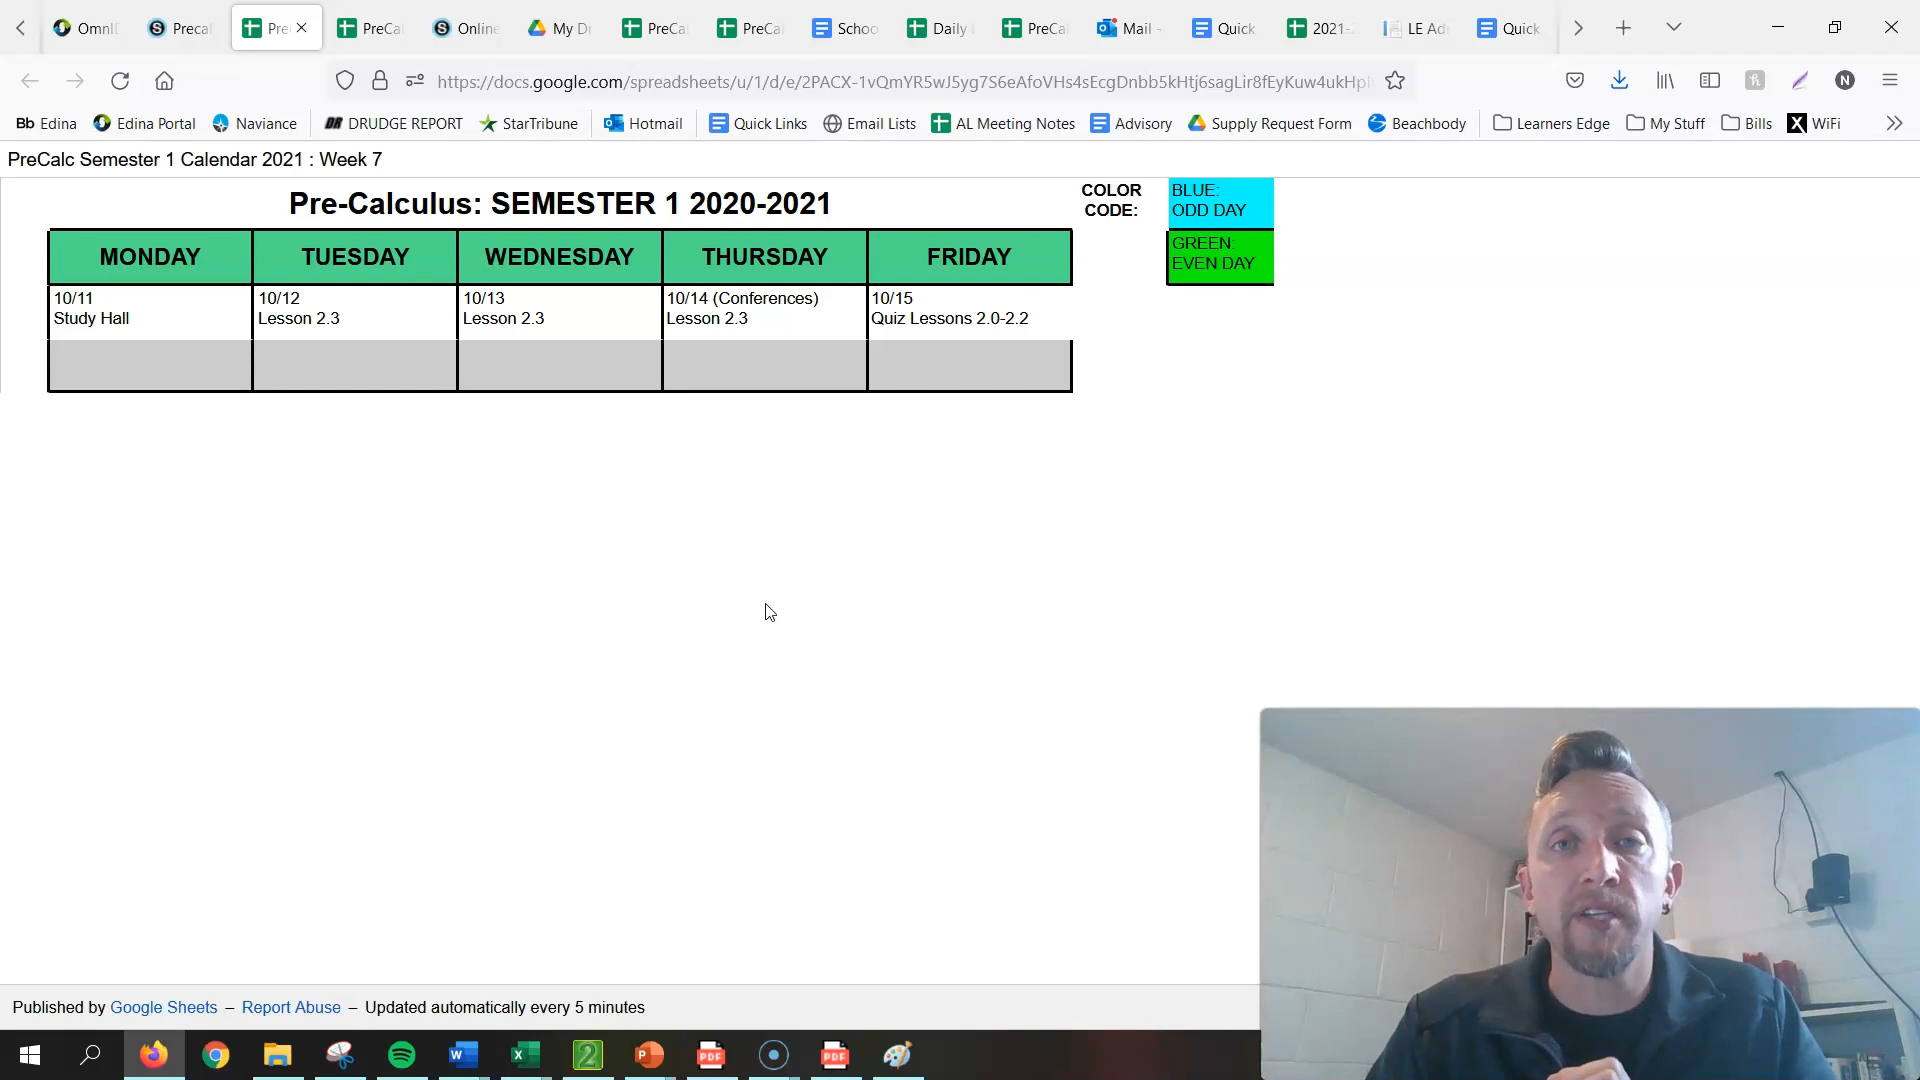 OmniD
Preca
Pre
PreCa
Online
My Dr
PreCa
PreCa
Schoo
Daily
PreCa
Mail -
Quick
2021-
LE Ad
Quick
https://docs.google.com/spreadsheets/u/1/d/e/2PACX-1vQmYR5wJ5yg7S6eAfoVHs4sEcgDnbb5kHtj6sagLir8fEyKuw4ukHpl
N
Bb Edina
Edina Portal
Naviance
DR DRUDGE REPORT
StarTribune
Hotmail
Quick Links
Email Lists
AL Meeting Notes
Advisory
Supply Request Form
Beachbody
Learners Edge
My Stuff
Bills
X WiFi
PreCalc Semester 1 Calendar 2021 : Week 7
Pre-Calculus: SEMESTER 1 2020-2021
COLOR
CODE:
BLUE:
ODD DAY
GREEN:
EVEN DAY
MONDAY
TUESDAY
WEDNESDAY
THURSDAY
FRIDAY
10/11
Study Hall
10/12
Lesson 2.3
10/13
Lesson 2.3
10/14 (Conferences)
Lesson 2.3
10/15
Quiz Lessons 2.0-2.2
Published by Google Sheets – Report Abuse – Updated automatically every 5 minutes